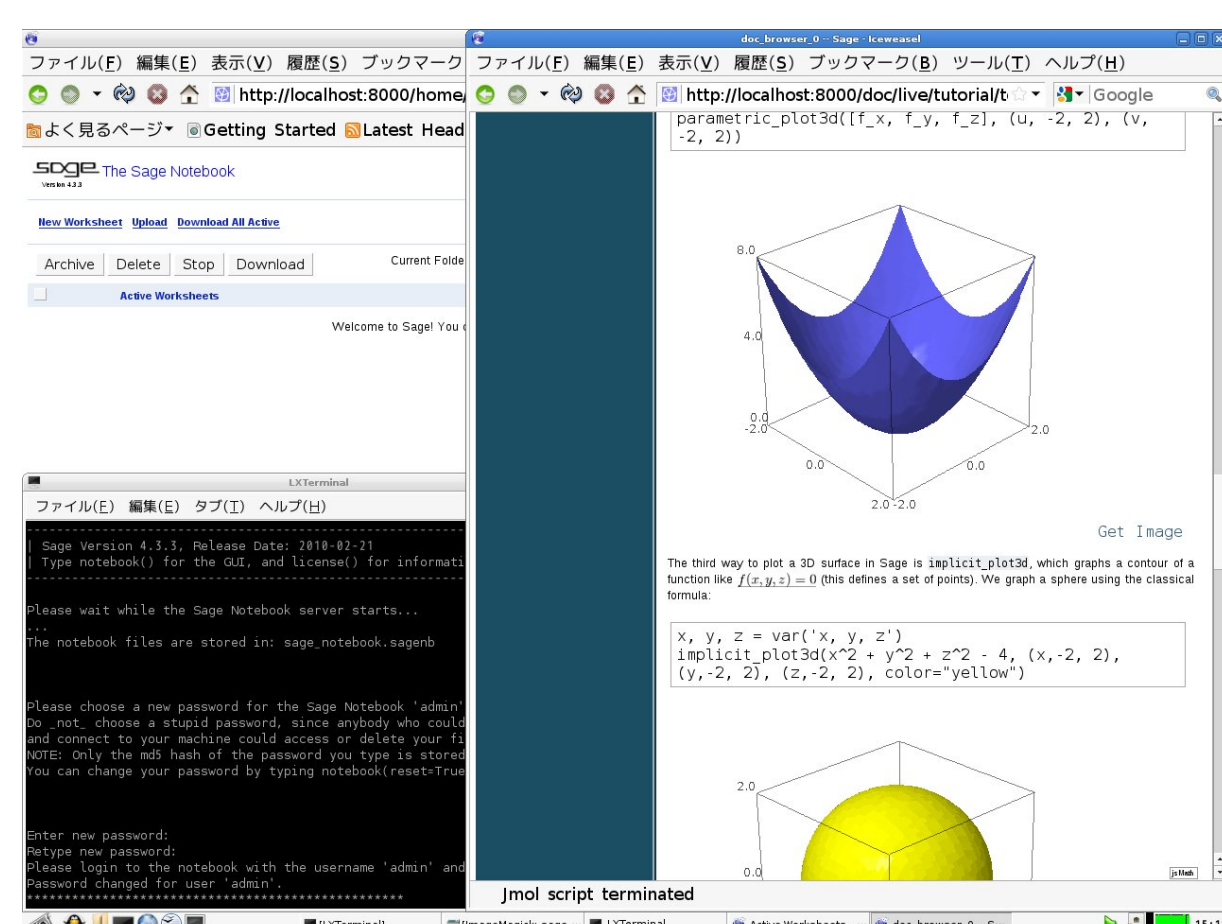 ファイル(F) 編集(E) 表示(V) 履歴(S) ブックマーク
http://localhost:8000/home/
よく見るページ Getting Started Latest Head
sage The Sage Notebook
Version 4.3.3
New Worksheet Upload Download All Active
Archive Delete Stop Download Current Folde
Active Worksheets
Welcome to Sage! You
LXTerminal
ファイル(F) 編集(E) タブ(T) ヘルプ(H)
| Sage Version 4.3.3, Release Date: 2010-02-21
| Type notebook() for the GUI, and license() for informati
Please wait while the Sage Notebook server starts...
...
The notebook files are stored in: sage_notebook.sagenb
Please choose a new password for the Sage Notebook 'admin'
Do _not_ choose a stupid password, since anybody who could
and connect to your machine could access or delete your fi
NOTE: Only the md5 hash of the password you type is stored
You can change your password by typing notebook(reset=True
Enter new password:
Retype new password:
Please login to the notebook with the username 'admin' and
Password changed for user 'admin'.
******************************************
doc_browser_0 -- Sage - Iceweasel
ファイル(F) 編集(E) 表示(V) 履歴(S) ブックマーク(B) ツール(T) ヘルプ(H)
http://localhost:8000/doc/live/tutorial/t Google
parametric_plot3d([f_x, f_y, f_z], (u, -2, 2), (v,
-2, 2))
8.0
4.0
0.0
-2.0
2.0
0.0
0.0
2.0 -2.0
Get Image
The third way to plot a 3D surface in Sage is implicit_plot3d, which graphs a contour of a
function like f(x, y, z) = 0 (this defines a set of points). We graph a sphere using the classical
formula:
x, y, z = var('x, y, z')
implicit_plot3d(x^2 + y^2 + z^2 - 4, (x,-2, 2),
(y,-2, 2), (z,-2, 2), color="yellow")
2.0
0.0
jsMath
Jmol script terminated